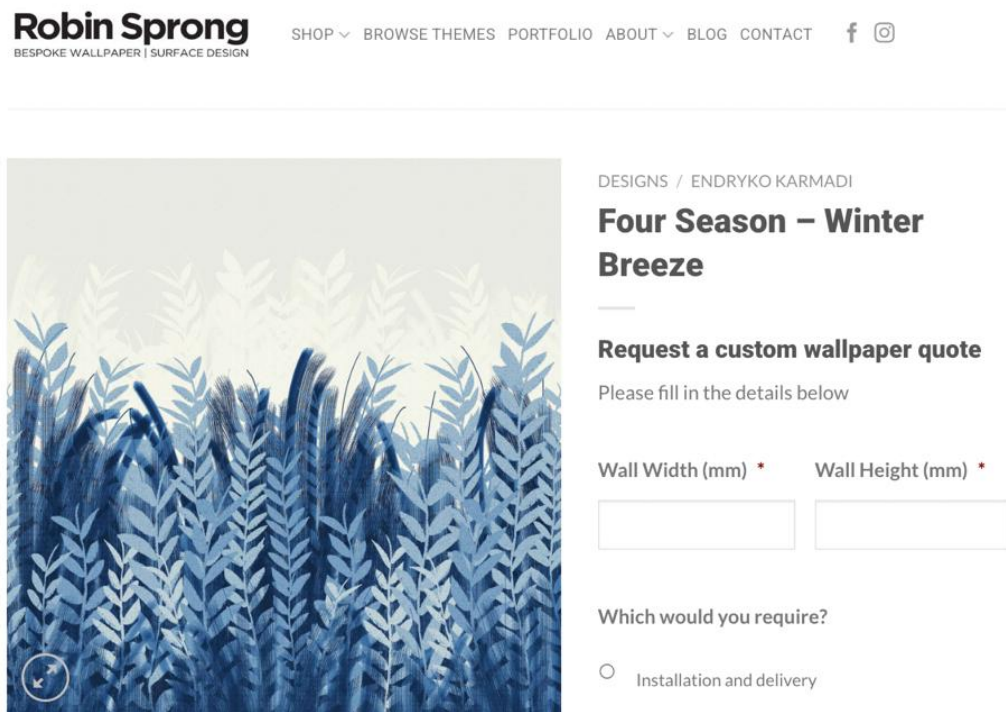 Robin Sprong
BESPOKE WALLPAPER | SURFACE DESIGN
SHOP BROWSE THEMES PORTFOLIO ABOUT BLOG CONTACT
DESIGNS / ENDRYKO KARMADI
Four Season – Winter
Breeze
Request a custom wallpaper quote
Please fill in the details below
Wall Width (mm) * Wall Height (mm) *
Which would you require?
Installation and delivery